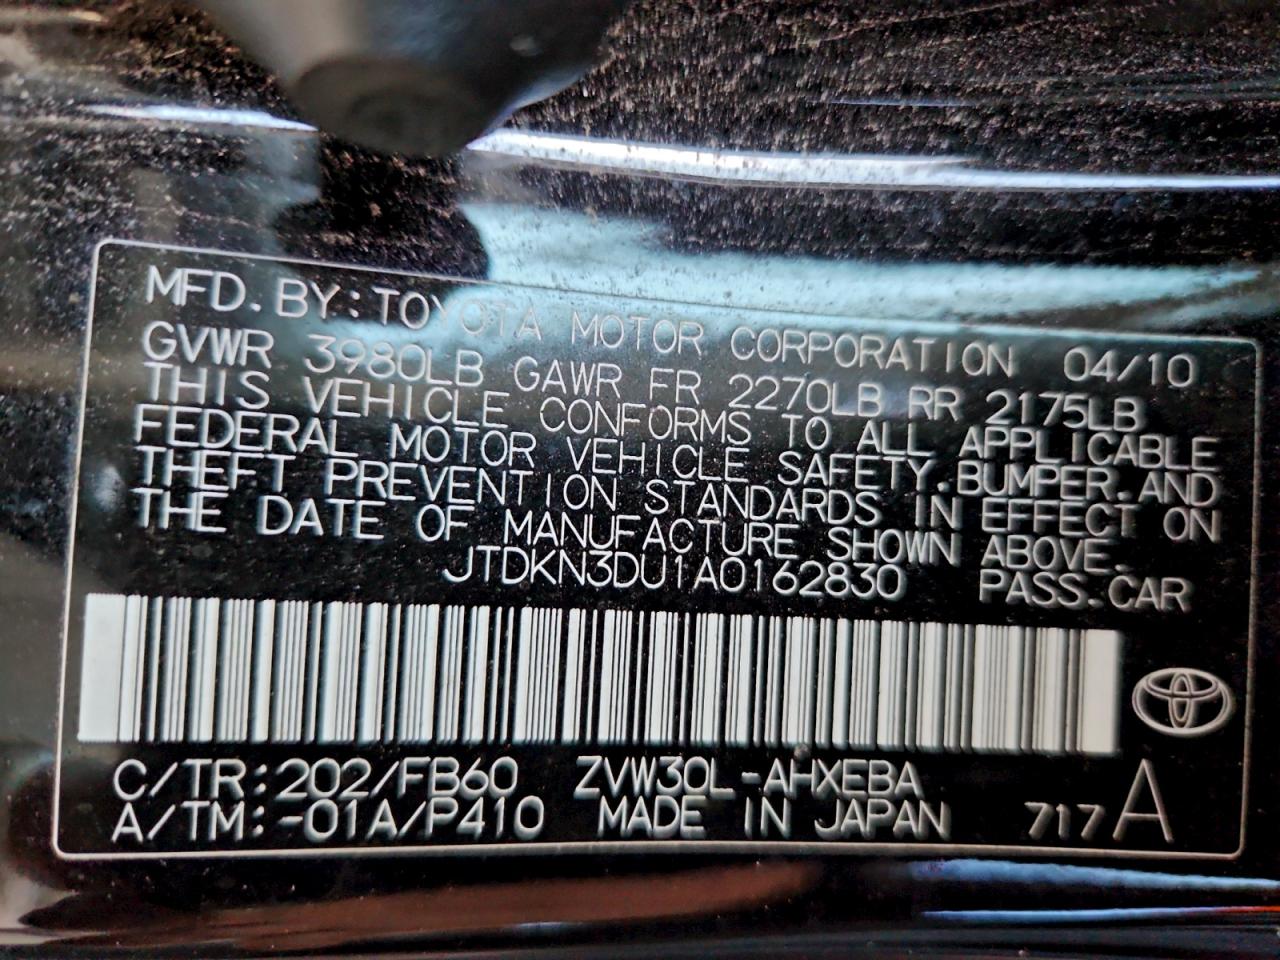 MFD. BY: TOYOTA MOTOR CORPORATION 04/10
GVWR 3980LB GAWR FR 2270LB RR 2175LB
THIS VEHICLE CONFORMS TO ALL APPLICABLE
FEDERAL MOTOR VEHICLE SAFETY, BUMPER, AND
THEFT PREVENTION STANDARDS IN EFFECT ON
THE DATE OF MANUFACTURE SHOWN ABOVE.
JTDKN3DU1A0162830 PASS. CAR
C/TR: 202/FB60 ZVW30L-AHXEBA
A/TM: -01A/P410 MADE IN JAPAN 717 A